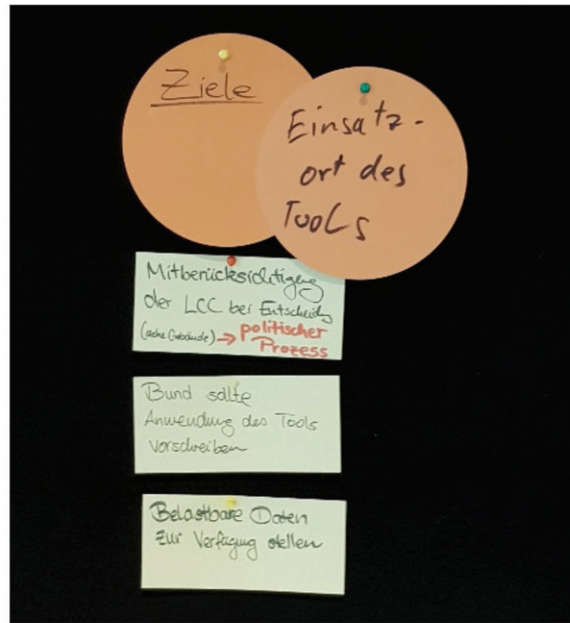 Ziele
Einsatz-
ort des
Tools
Mitberücksichtigung
der LCC bei Entscheidg
(siehe Gebäude) → politischer
Prozess
Bund sollte
Anwendung des Tools
vorschreiben
Belastbare Daten
zur Verfügung stellen